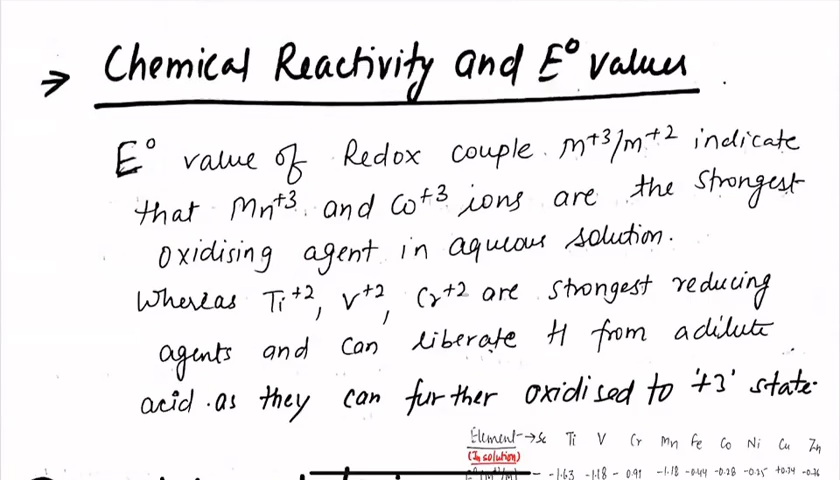 → Chemical Reactivity and E° values
E° value of Redox couple M+3/M+2 indicate
that Mn+3 and Co+3 ions are the strongest
oxidising agent in aqueous solution.
Whereas Ti+2, V+2, Cr+2 are strongest reducing
agents and can liberate H from a dilute
acid. as they can further oxidised to '+3' state.
Element→ Sc Ti V Cr Mn Fe Co Ni Cu Zn
(In solution)
— -1.63 -1.18 -0.91 -1.18 -0.44 -0.28 -0.25 +0.34 -0.76